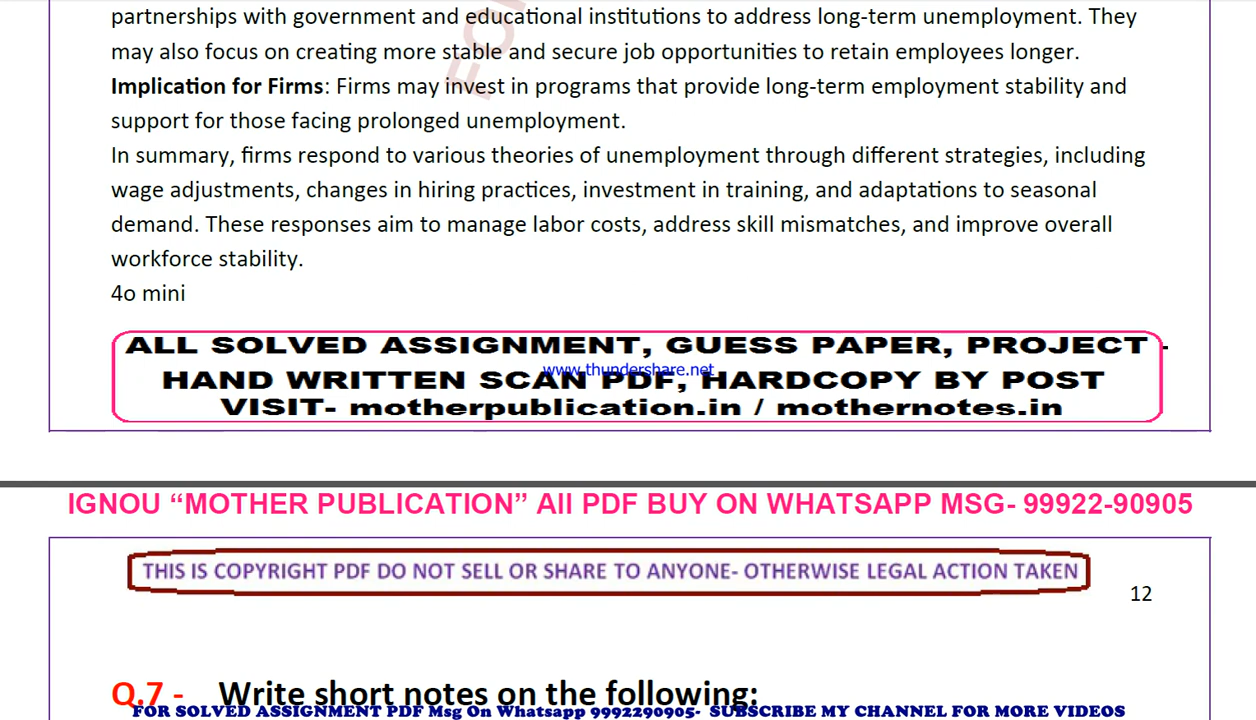 partnerships with government and educational institutions to address long-term unemployment. They
may also focus on creating more stable and secure job opportunities to retain employees longer.
Implication for Firms: Firms may invest in programs that provide long-term employment stability and
support for those facing prolonged unemployment.
In summary, firms respond to various theories of unemployment through different strategies, including
wage adjustments, changes in hiring practices, investment in training, and adaptations to seasonal
demand. These responses aim to manage labor costs, address skill mismatches, and improve overall
workforce stability.
4o mini
ALL SOLVED ASSIGNMENT, GUESS PAPER, PROJECT -
www.thundershare.net
HAND WRITTEN SCAN PDF, HARDCOPY BY POST
VISIT- motherpublication.in / mothernotes.in
IGNOU “MOTHER PUBLICATION” All PDF BUY ON WHATSAPP MSG- 99922-90905
THIS IS COPYRIGHT PDF DO NOT SELL OR SHARE TO ANYONE- OTHERWISE LEGAL ACTION TAKEN
12
Q.7 - Write short notes on the following:
FOR SOLVED ASSIGNMENT PDF Msg On Whatsapp 9992290905- SUBSCRIBE MY CHANNEL FOR MORE VIDEOS